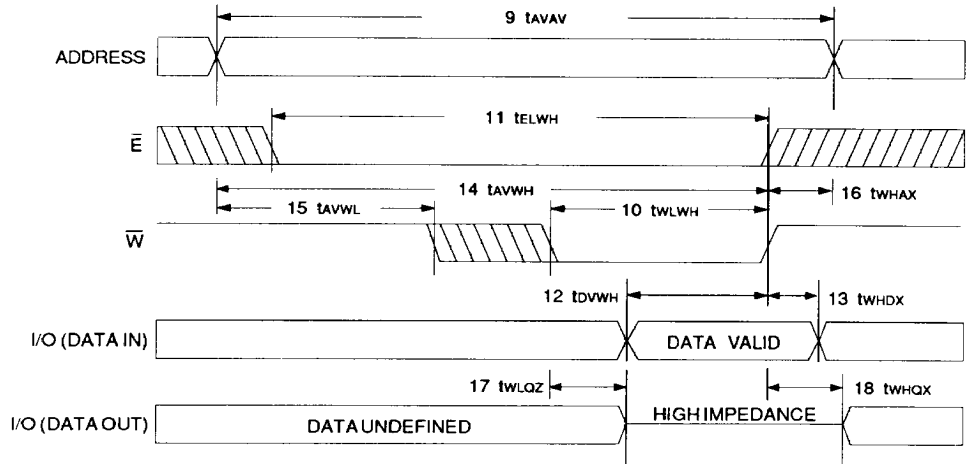 9 tAVAV
ADDRESS
11 tELWH
E̅
14 tAVWH
16 tWHAX
15 tAVWL
10 tWLWH
W̅
12 tDVWH
13 tWHDX
I/O (DATA IN)
DATA VALID
17 tWLQZ
18 tWHQX
I/O (DATA OUT)
DATA UNDEFINED
HIGH IMPEDANCE